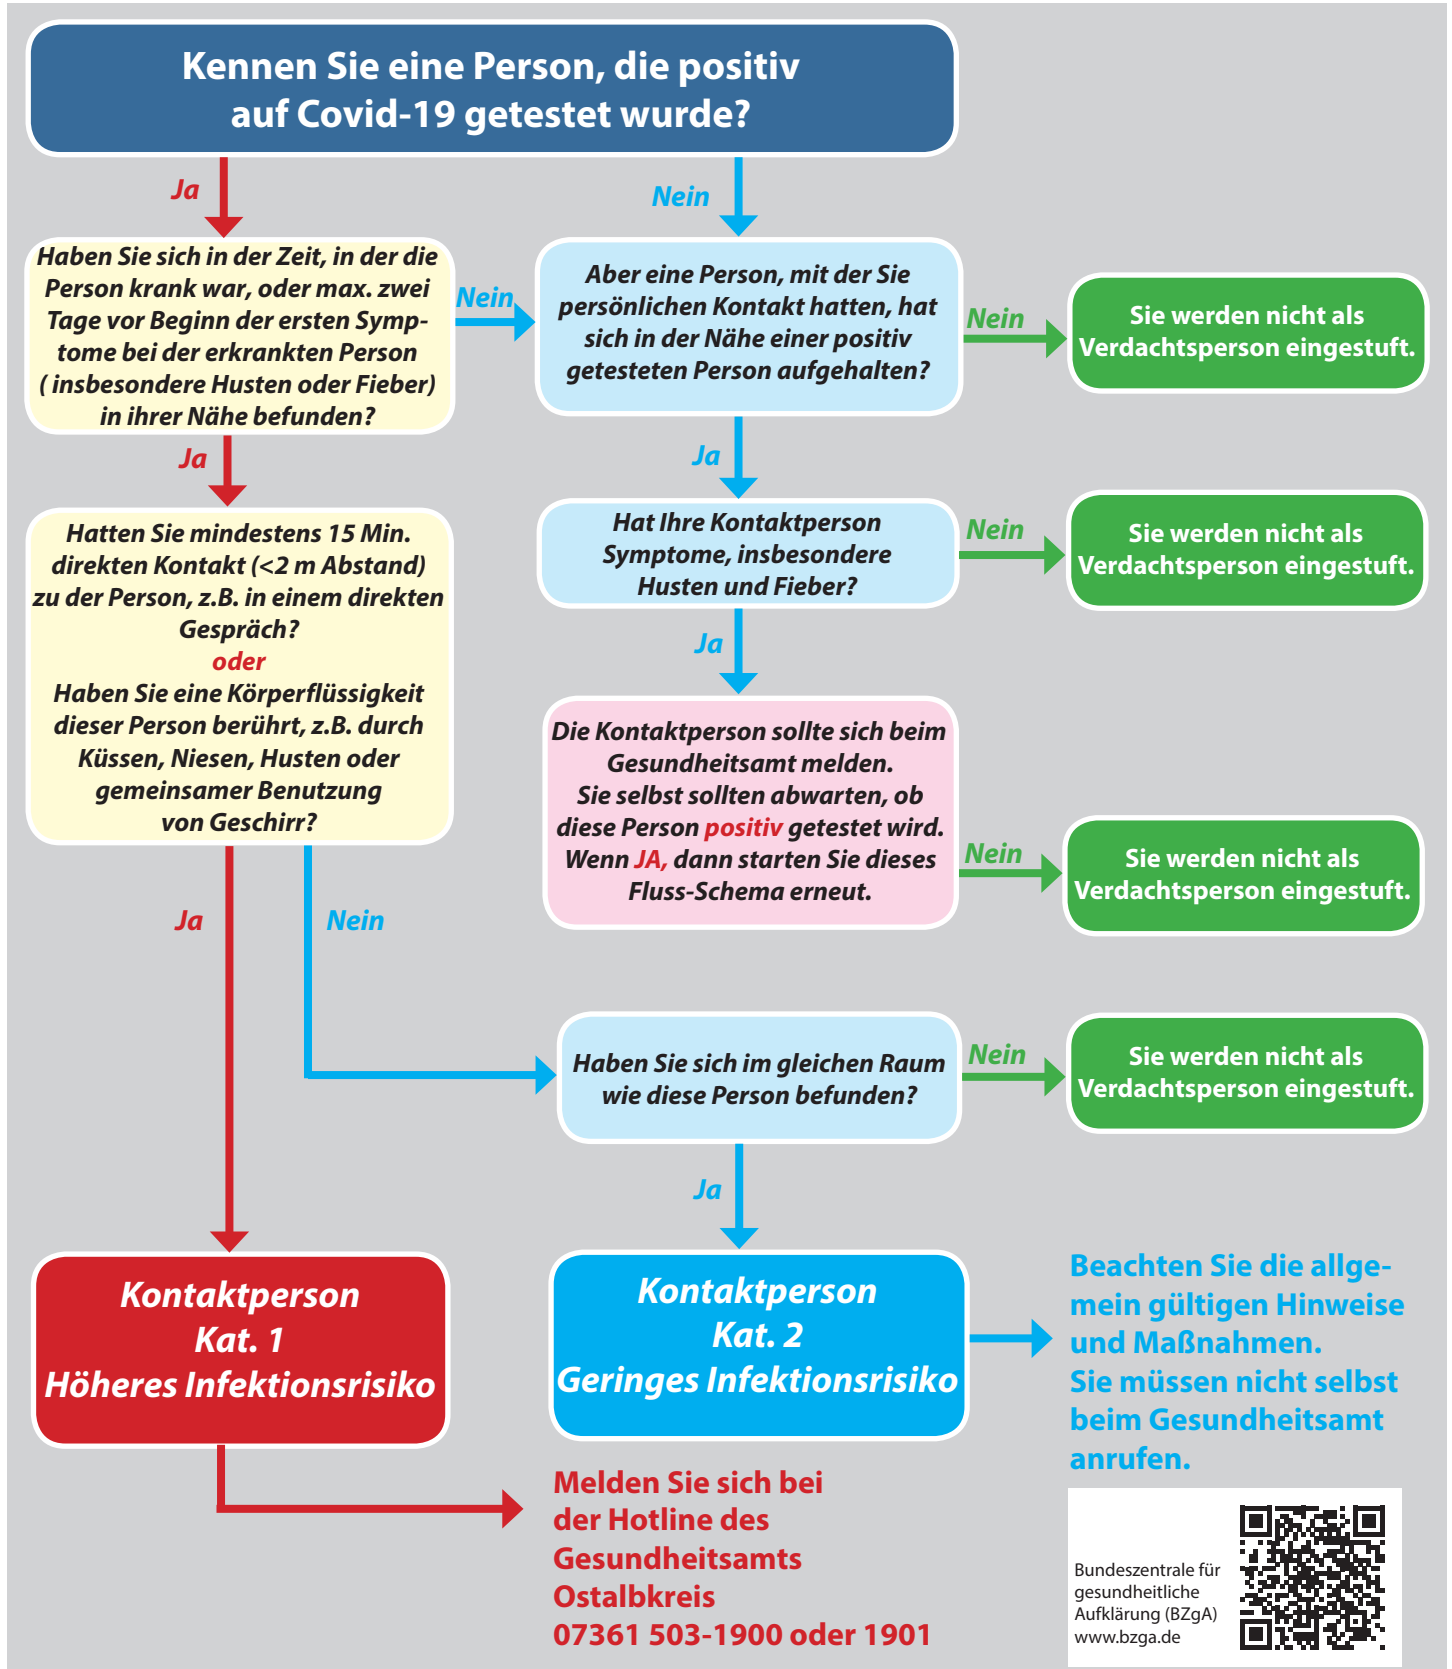 Kennen Sie eine Person, die positiv
auf Covid-19 getestet wurde?
Ja
Nein
Haben Sie sich in der Zeit, in der die
Person krank war, oder max. zwei
Tage vor Beginn der ersten Symp-
tome bei der erkrankten Person
( insbesondere Husten oder Fieber)
in ihrer Nähe befunden?
Nein
Aber eine Person, mit der Sie
persönlichen Kontakt hatten, hat
sich in der Nähe einer positiv
getesteten Person aufgehalten?
Nein
Sie werden nicht als
Verdachtsperson eingestuft.
Ja
Ja
Hatten Sie mindestens 15 Min.
direkten Kontakt (<2 m Abstand)
zu der Person, z.B. in einem direkten
Gespräch?
oder
Haben Sie eine Körperflüssigkeit
dieser Person berührt, z.B. durch
Küssen, Niesen, Husten oder
gemeinsamer Benutzung
von Geschirr?
Hat Ihre Kontaktperson
Symptome, insbesondere
Husten und Fieber?
Nein
Sie werden nicht als
Verdachtsperson eingestuft.
Ja
Die Kontaktperson sollte sich beim
Gesundheitsamt melden.
Sie selbst sollten abwarten, ob
diese Person positiv getestet wird.
Wenn JA, dann starten Sie dieses
Fluss-Schema erneut.
Nein
Sie werden nicht als
Verdachtsperson eingestuft.
Ja
Nein
Haben Sie sich im gleichen Raum
wie diese Person befunden?
Nein
Sie werden nicht als
Verdachtsperson eingestuft.
Ja
Kontaktperson
Kat. 1
Höheres Infektionsrisiko
Kontaktperson
Kat. 2
Geringes Infektionsrisiko
Beachten Sie die allge-
mein gültigen Hinweise
und Maßnahmen.
Sie müssen nicht selbst
beim Gesundheitsamt
anrufen.
Melden Sie sich bei
der Hotline des
Gesundheitsamts
Ostalbkreis
07361 503-1900 oder 1901
Bundeszentrale für
gesundheitliche
Aufklärung (BZgA)
www.bzga.de